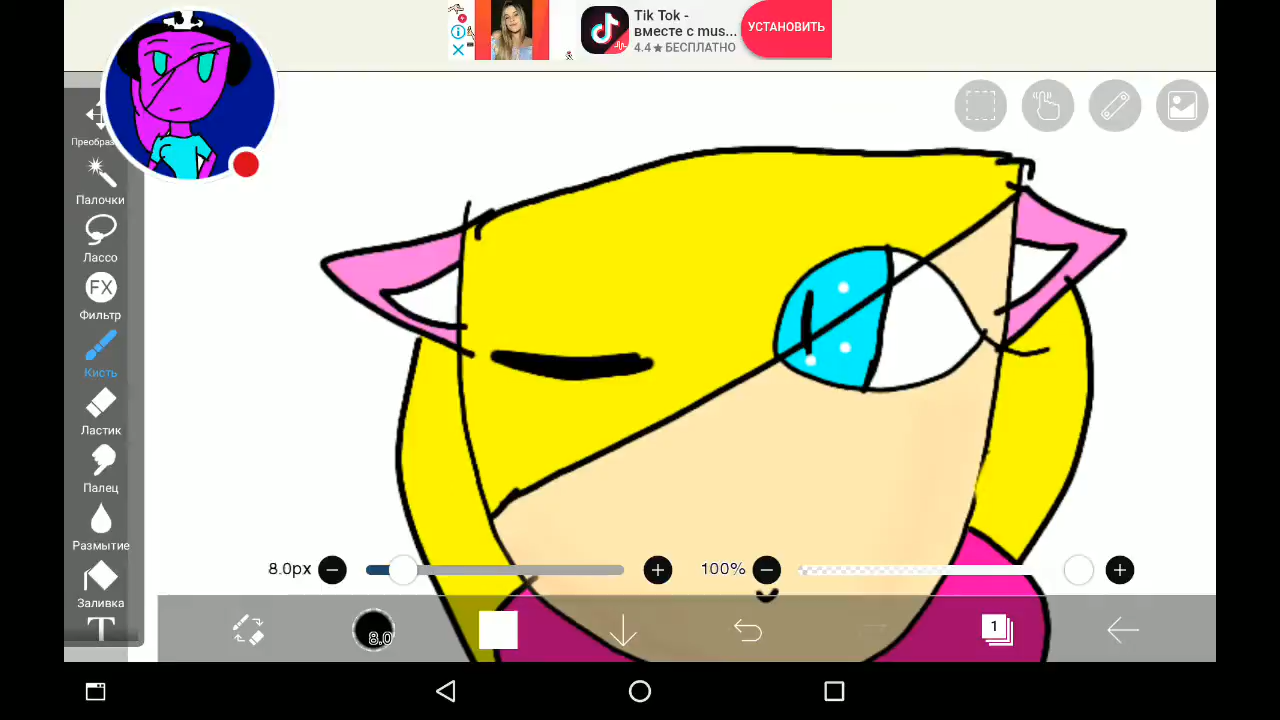 Tik Tok -
вместе с mus...
4.4★ БЕСПЛАТНО
УСТАНОВИТЬ
Преобраз
Палочки
Лассо
FX
Фильтр
Кисть
Ластик
Палец
Размытие
Заливка
T
8.0px
100%
8.0
1